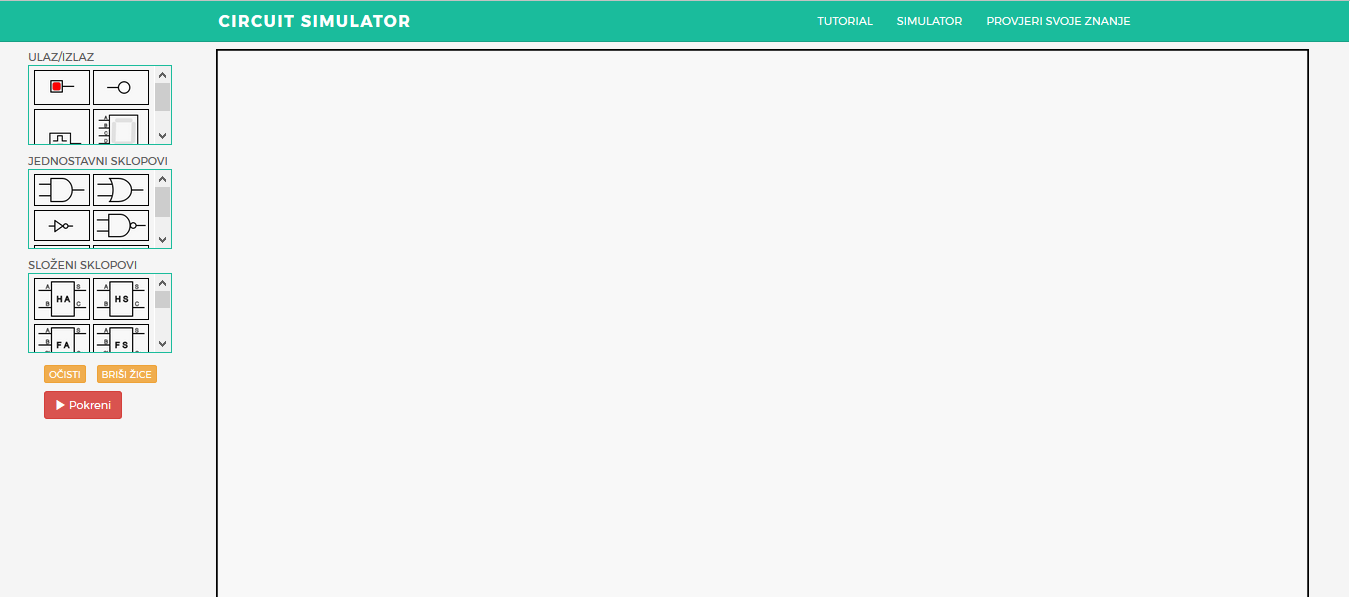 CIRCUIT SIMULATOR
TUTORIAL SIMULATOR PROVJERI SVOJE ZNANJE
ULAZ/IZLAZ
A
B
C
D
JEDNOSTAVNI SKLOPOVI
SLOŽENI SKLOPOVI
A S A S
HA HS
B C B C
A S A S
B B
FA FS
OČISTI BRIŠI ŽICE
Pokreni